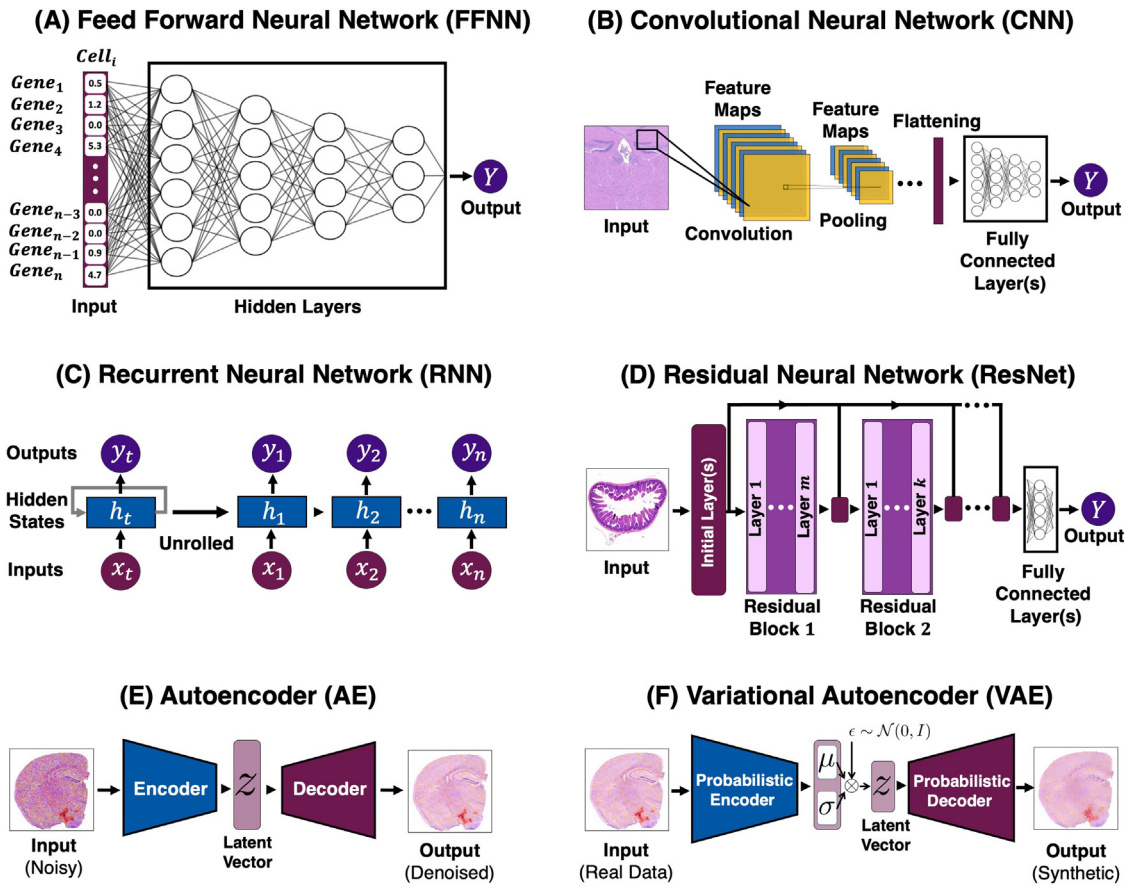 (A) Feed Forward Neural Network (FFNN)
Cell_i
Gene_1 0.5
Gene_2 1.2
Gene_3 0.0
Gene_4 5.3
Gene_{n-3} 0.0
Gene_{n-2} 0.0
Gene_{n-1} 0.9
Gene_n 4.7
Input
Hidden Layers
Y
Output
(B) Convolutional Neural Network (CNN)
Input
Feature
Maps
Convolution
Feature
Maps
Pooling
Flattening
Fully
Connected
Layer(s)
Y
Output
(C) Recurrent Neural Network (RNN)
Outputs
Hidden
States
Inputs
y_t
h_t
x_t
Unrolled
y_1 y_2 y_n
h_1 h_2 h_n
x_1 x_2 x_n
(D) Residual Neural Network (ResNet)
Input
Initial Layer(s)
Layer 1
Layer m
Residual
Block 1
Layer 1
Layer k
Residual
Block 2
Fully
Connected
Layer(s)
Y
Output
(E) Autoencoder (AE)
Input
(Noisy)
Encoder
z
Latent
Vector
Decoder
Output
(Denoised)
(F) Variational Autoencoder (VAE)
Input
(Real Data)
Probabilistic
Encoder
μ
σ
ϵ ∼ N(0, I)
z
Latent
Vector
Probabilistic
Decoder
Output
(Synthetic)